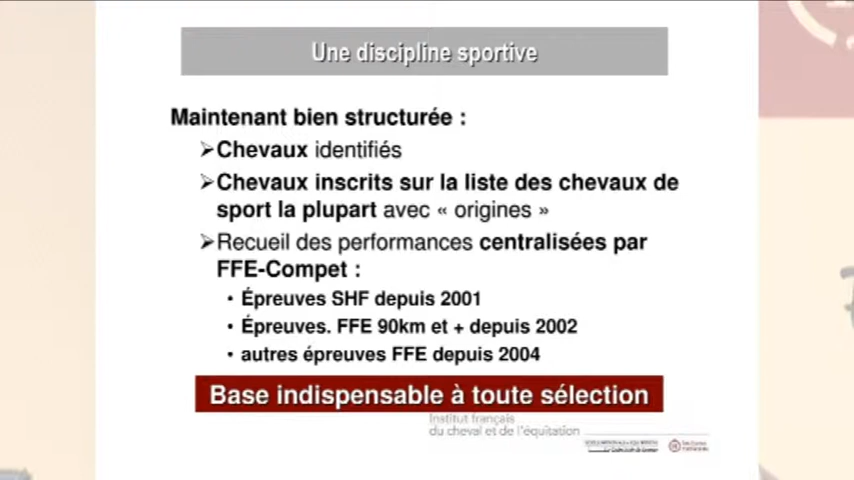 Une discipline sportive
Maintenant bien structurée :
➢Chevaux identifiés
➢Chevaux inscrits sur la liste des chevaux de
sport la plupart avec « origines »
➢Recueil des performances centralisées par
FFE-Compet :
• Épreuves SHF depuis 2001
• Épreuves. FFE 90km et + depuis 2002
• autres épreuves FFE depuis 2004
Base indispensable à toute sélection
Institut français
du cheval et de l'équitation